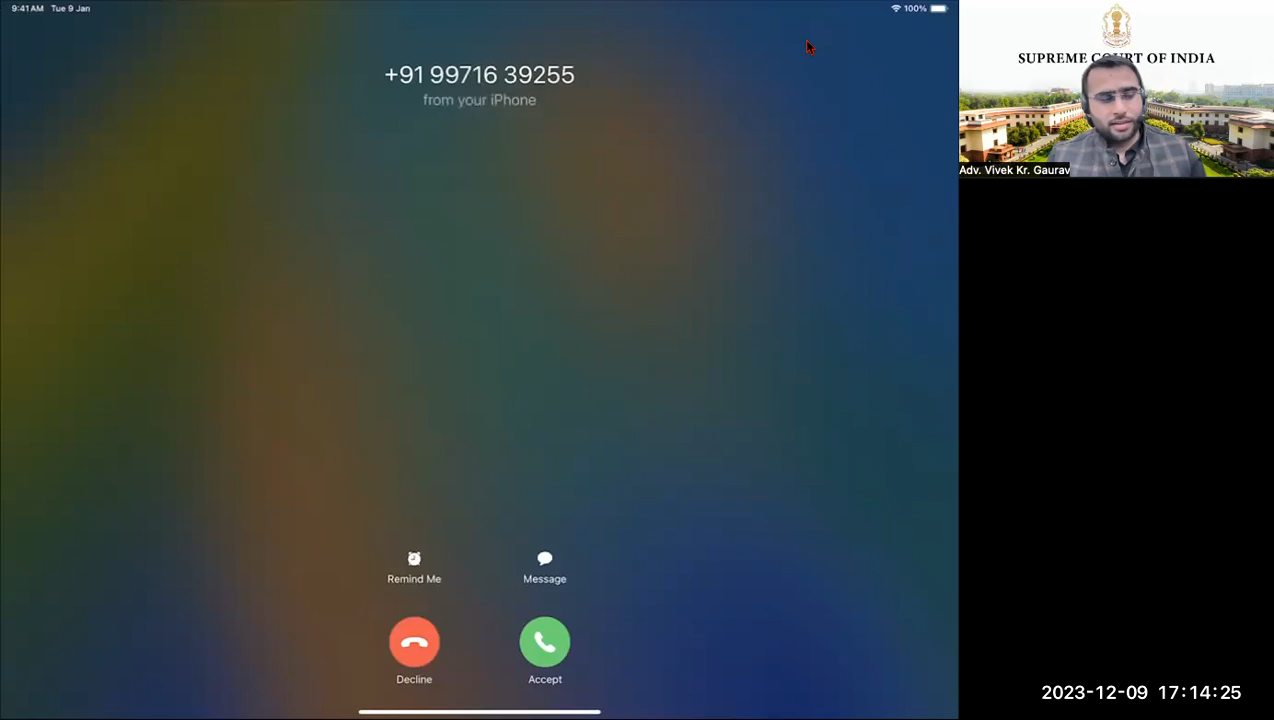 9:41 AM Tue 9 Jan
100%
+91 99716 39255
from your iPhone
Remind Me
Message
Decline
Accept
SUPREME COURT OF INDIA
Adv. Vivek Kr. Gaurav
2023-12-09 17:14:25